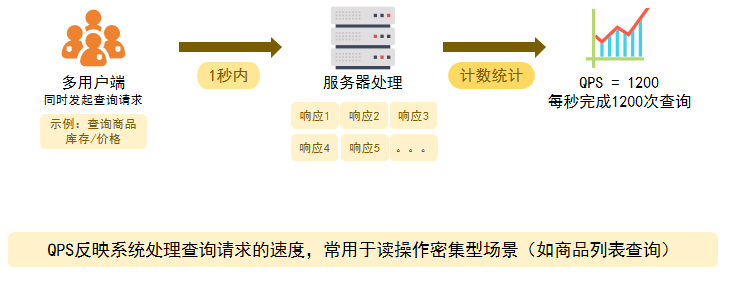 多用户端
同时发起查询请求
示例：查询商品
库存/价格
1秒内
服务器处理
响应1
响应2
响应3
响应4
响应5
。。。
计数统计
QPS = 1200
每秒完成1200次查询
QPS反映系统处理查询请求的速度，常用于读操作密集型场景（如商品列表查询）